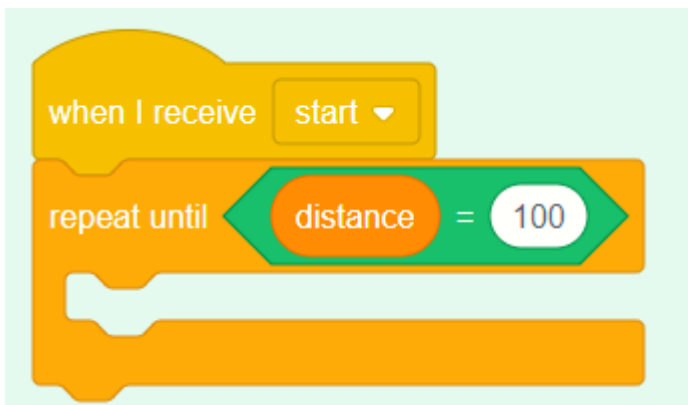 when I receive start
repeat until distance = 100